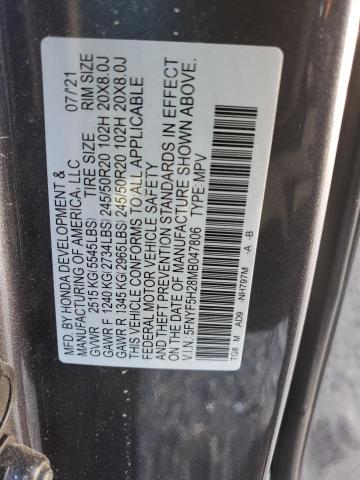 MFD. BY HONDA DEVELOPMENT & 07/21
MANUFACTURING OF AMERICA, LLC
TIRE SIZE RIM SIZE
GVWR 2515 KG(5545LBS)
GAWR F 1240 KG(2734LBS) 245/50R20 102H 20X8.0J
GAWR R 1345 KG(2965LBS) 245/50R20 102H 20X8.0J
THIS VEHICLE CONFORMS TO ALL APPLICABLE
FEDERAL MOTOR VEHICLE SAFETY
AND THEFT PREVENTION STANDARDS IN EFFECT
ON THE DATE OF MANUFACTURE SHOWN ABOVE.
V.I.N.:5FNYF5H28MB047806 TYPE:MPV
TG8 M AD9 -NH797M -A -B